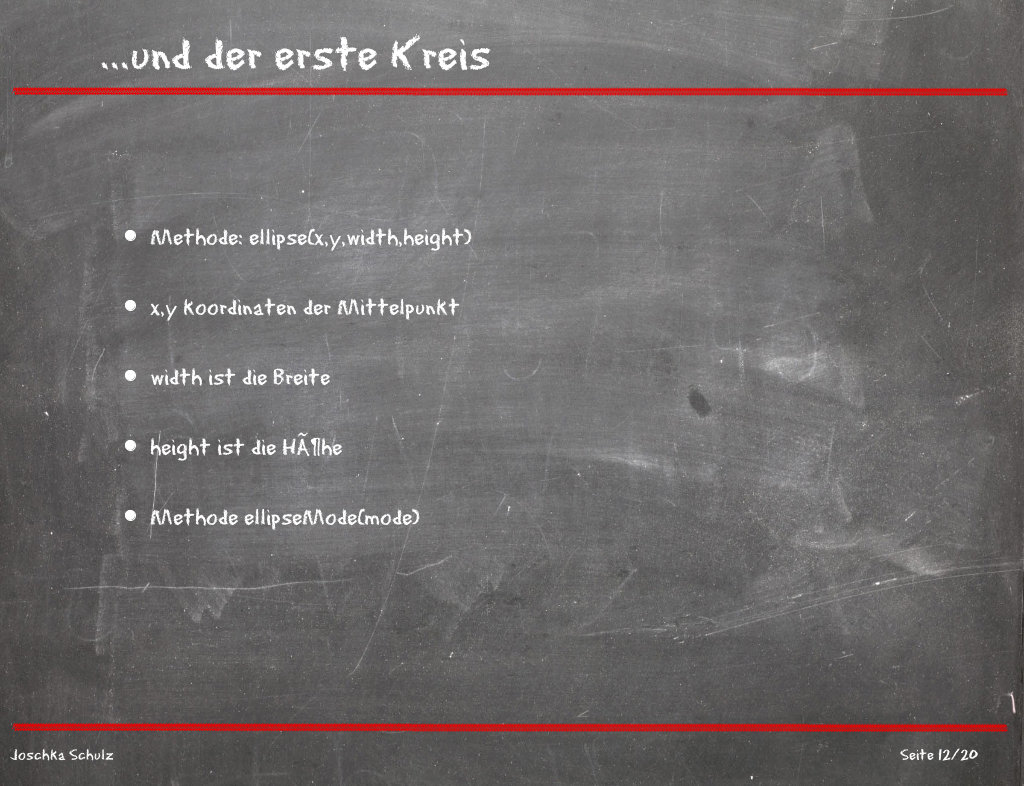 ...und der erste Kreis
Methode: ellipse(x,y,width,height)
x,y Koordinaten der Mittelpunkt
width ist die Breite
height ist die HÃ¶he
Methode ellipseMode(mode)
Joschka Schulz
Seite 12/20